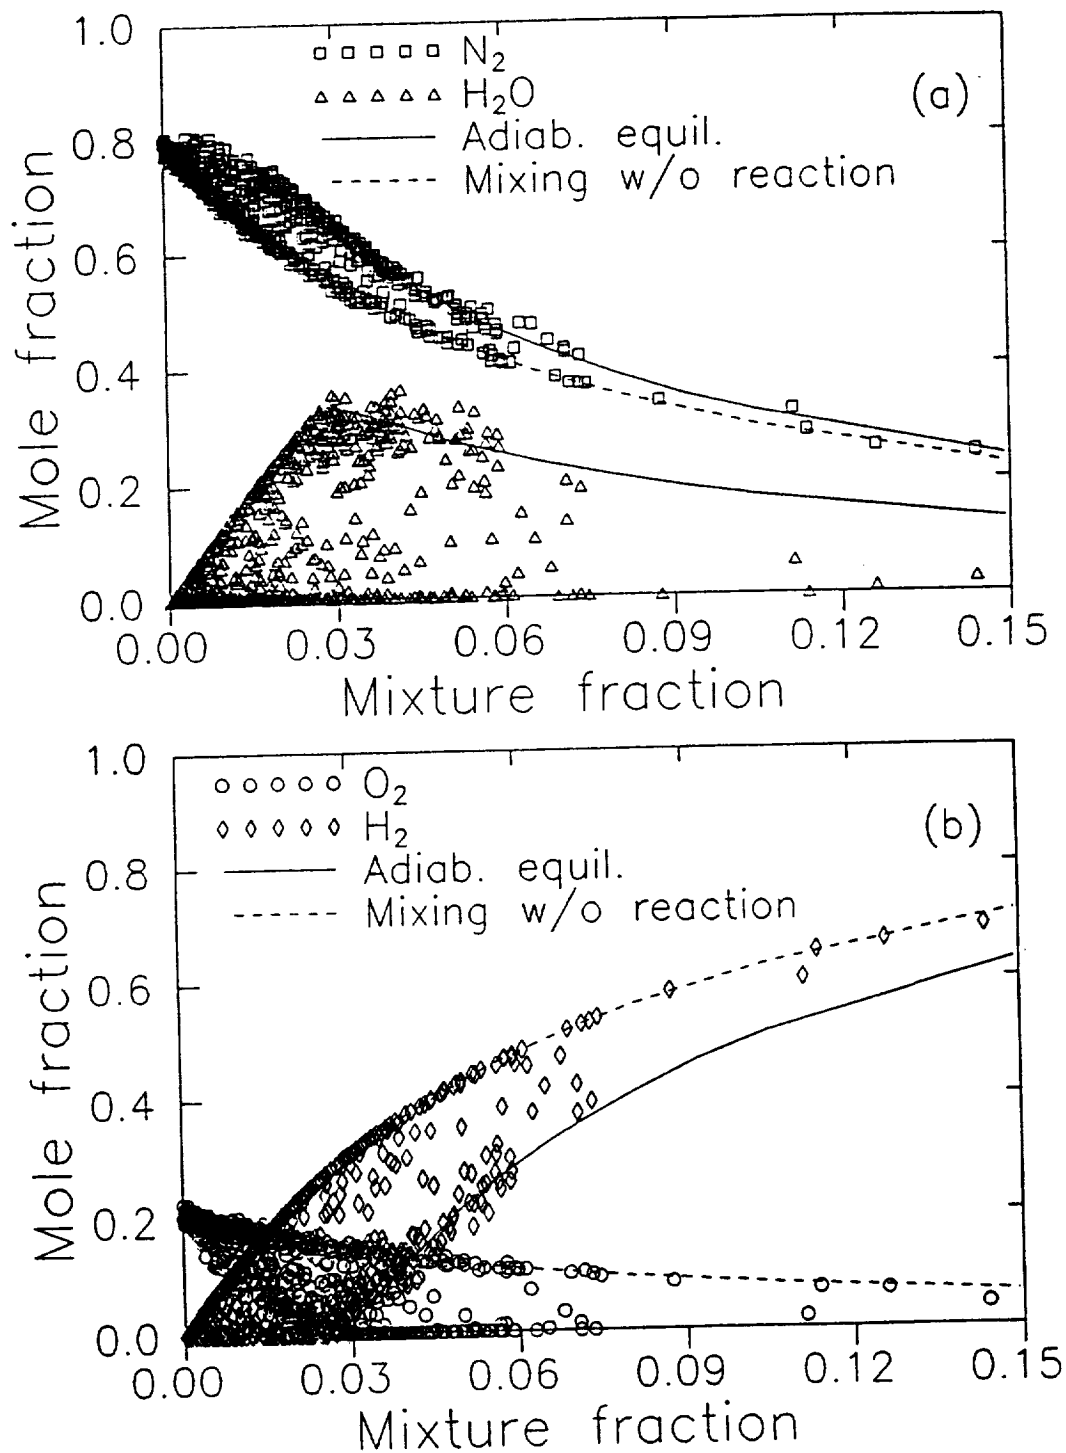 1.0
N2
H2O
(a)
Adiab. equil.
Mixing w/o reaction
0.8
0.6
0.4
0.2
0.0
Mole fraction
0.00 0.03 0.06 0.09 0.12 0.15
Mixture fraction
1.0
O2
H2
(b)
Adiab. equil.
Mixing w/o reaction
0.8
0.6
0.4
0.2
0.0
Mole fraction
0.00 0.03 0.06 0.09 0.12 0.15
Mixture fraction